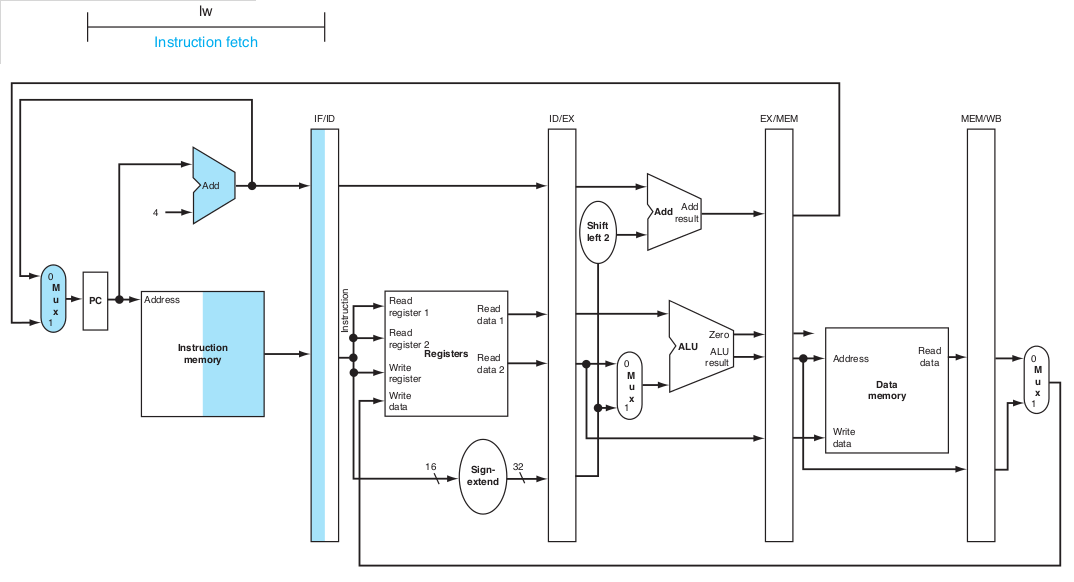 lw
Instruction fetch
IF/ID
ID/EX
EX/MEM
MEM/WB
Add
4
Shift
left 2
Add
Add
result
0
M
u
x
1
PC
Address
Instruction
memory
Instruction
Read
register 1
Read
register 2
Registers
Write
register
Write
data
Read
data 1
Read
data 2
16
Sign-
extend
32
0
M
u
x
1
Zero
ALU
ALU
result
Address
Read
data
Data
memory
Write
data
0
M
u
x
1